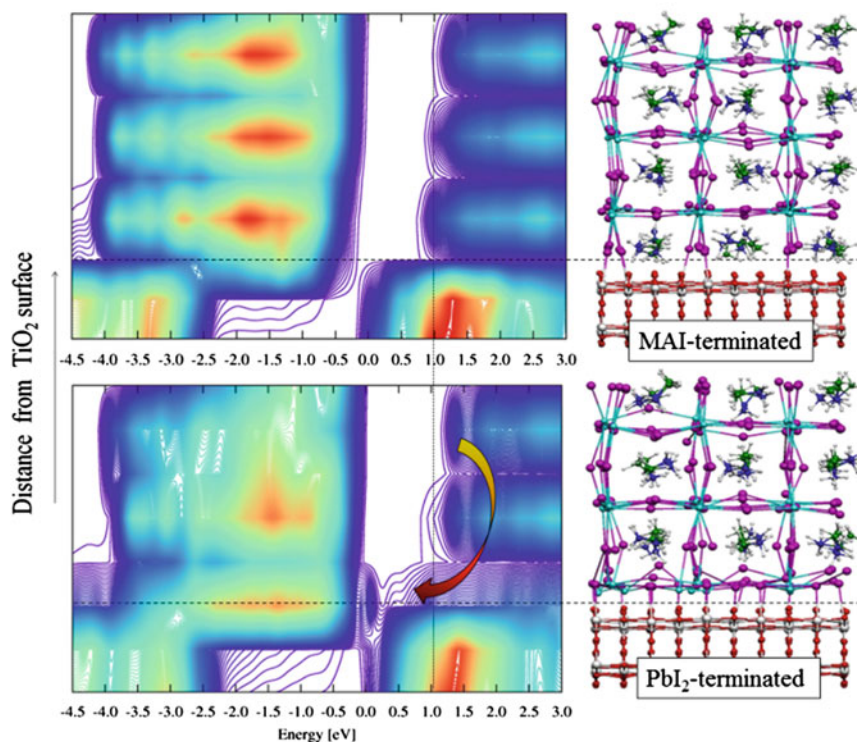 Distance from TiO₂ surface
-4.5 -4.0 -3.5 -3.0 -2.5 -2.0 -1.5 -1.0 -0.5 0.0 0.5 1.0 1.5 2.0 2.5 3.0
MAI-terminated
-4.5 -4.0 -3.5 -3.0 -2.5 -2.0 -1.5 -1.0 -0.5 0.0 0.5 1.0 1.5 2.0 2.5 3.0
Energy [eV]
PbI₂-terminated